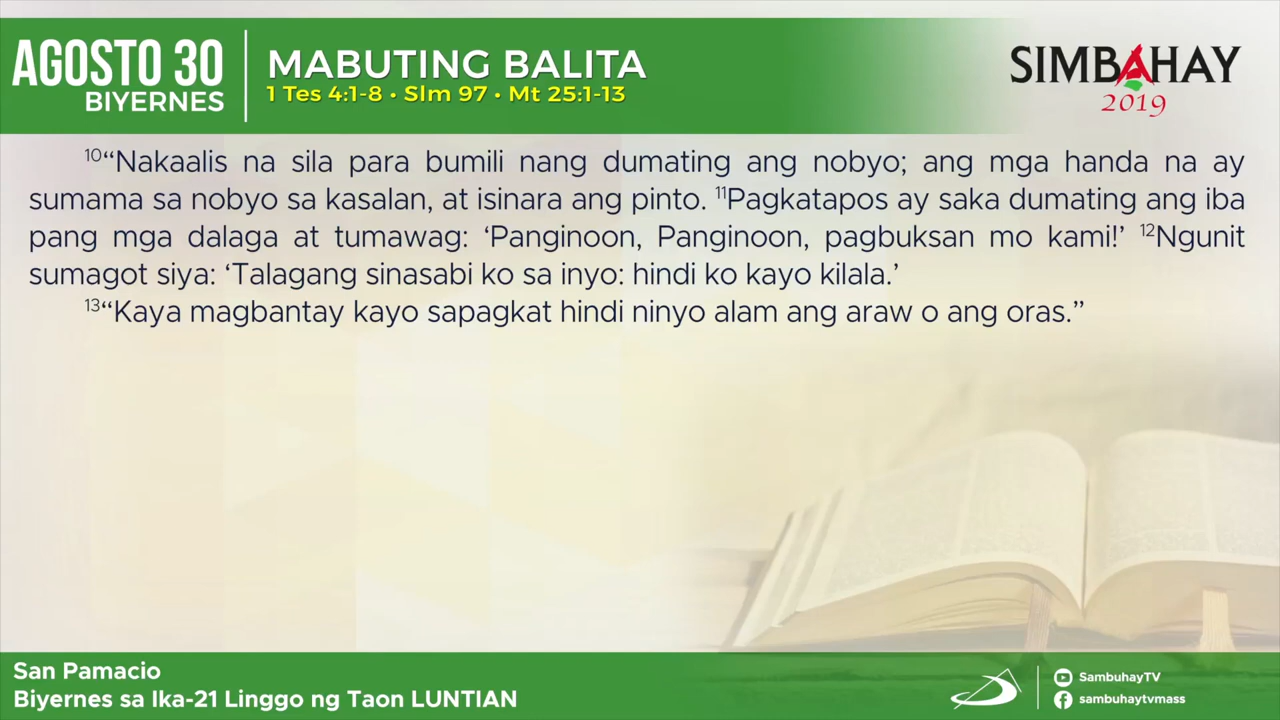 AGOSTO 30
BIYERNES
MABUTING BALITA
1 Tes 4:1-8 • Slm 97 • Mt 25:1-13
SIMBAHAY
2019
10“Nakaalis na sila para bumili nang dumating ang nobyo; ang mga handa na ay
sumama sa nobyo sa kasalan, at isinara ang pinto. 11Pagkatapos ay saka dumating ang iba
pang mga dalaga at tumawag: ‘Panginoon, Panginoon, pagbuksan mo kami!’ 12Ngunit
sumagot siya: ‘Talagang sinasabi ko sa inyo: hindi ko kayo kilala.’
13“Kaya magbantay kayo sapagkat hindi ninyo alam ang araw o ang oras.”
San Pamacio
Biyernes sa Ika-21 Linggo ng Taon LUNTIAN
SambuhayTV
sambuhaytvmass